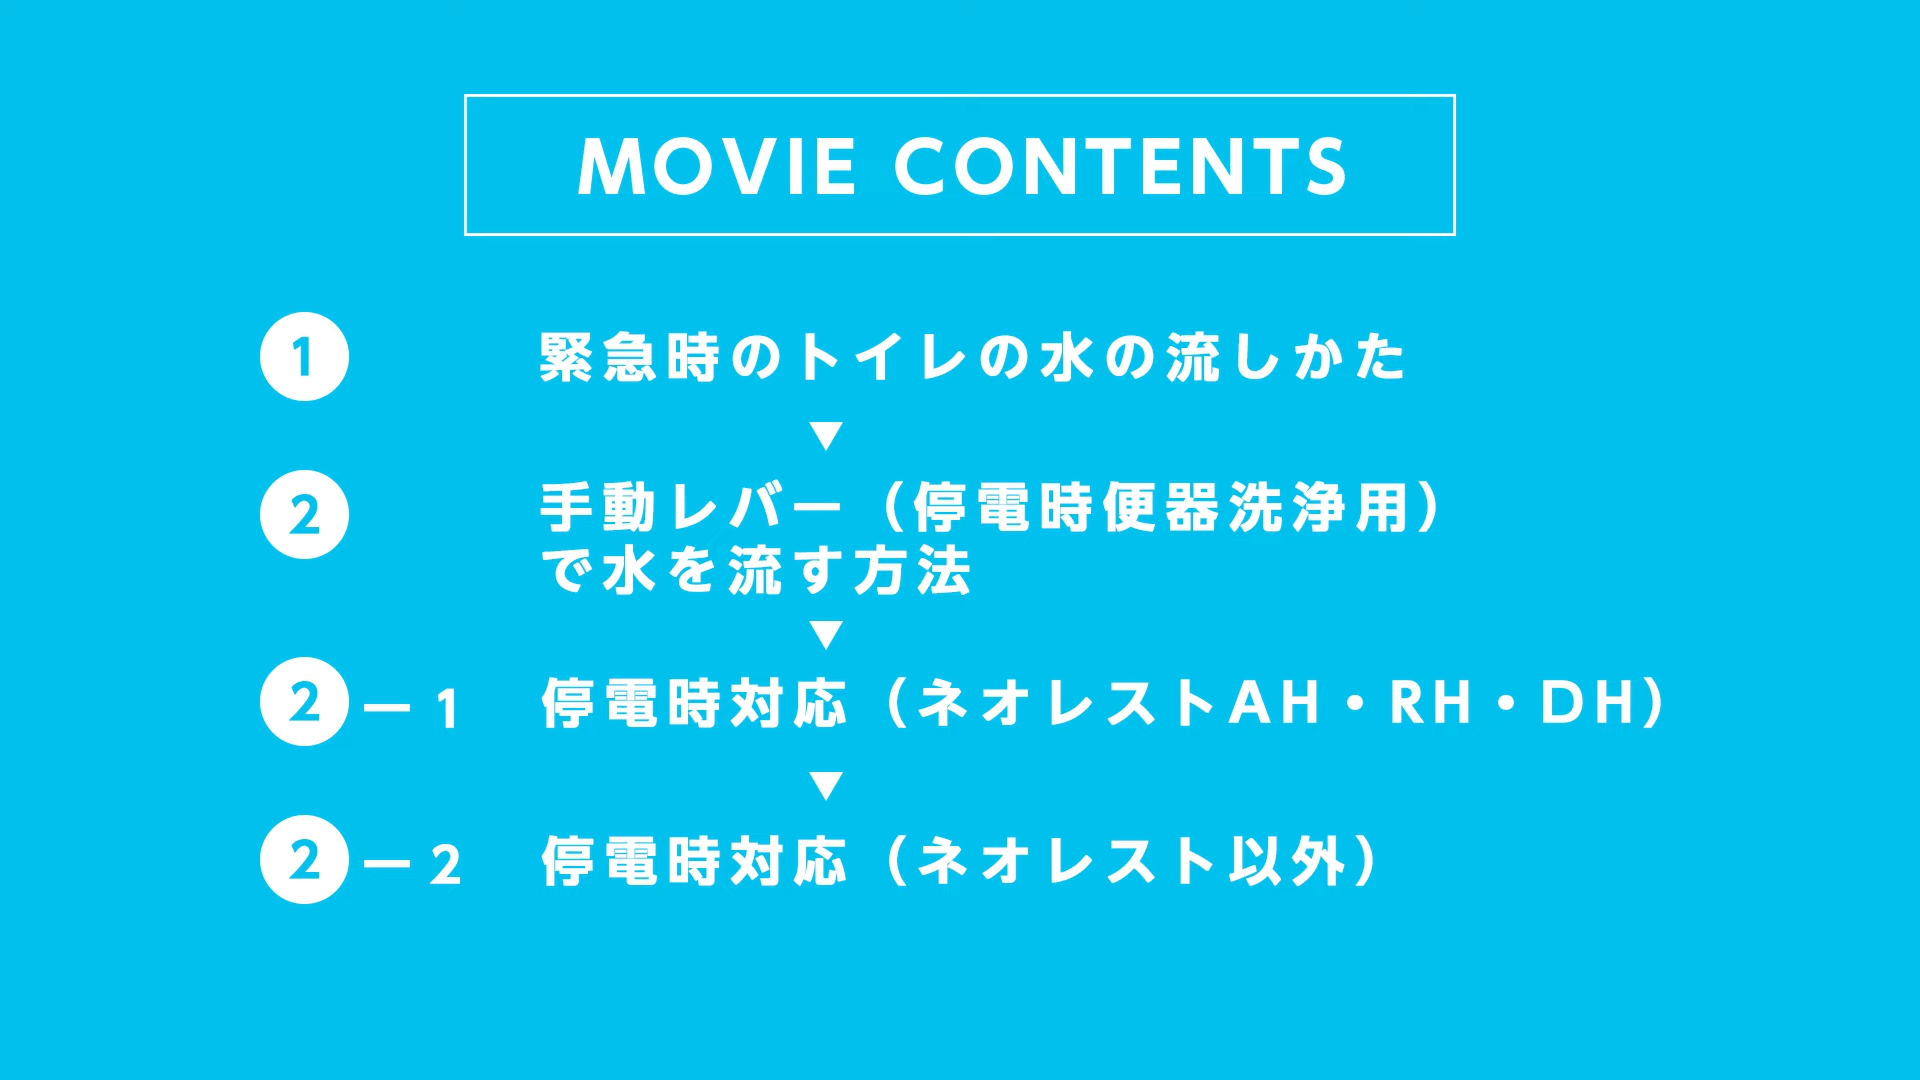 MOVIE CONTENTS
1 緊急時のトイレの水の流しかた
▼
2 手動レバー（停電時便器洗浄用）
で水を流す方法
▼
2ー1 停電時対応（ネオレストAH・RH・DH）
▼
2ー2 停電時対応（ネオレスト以外）